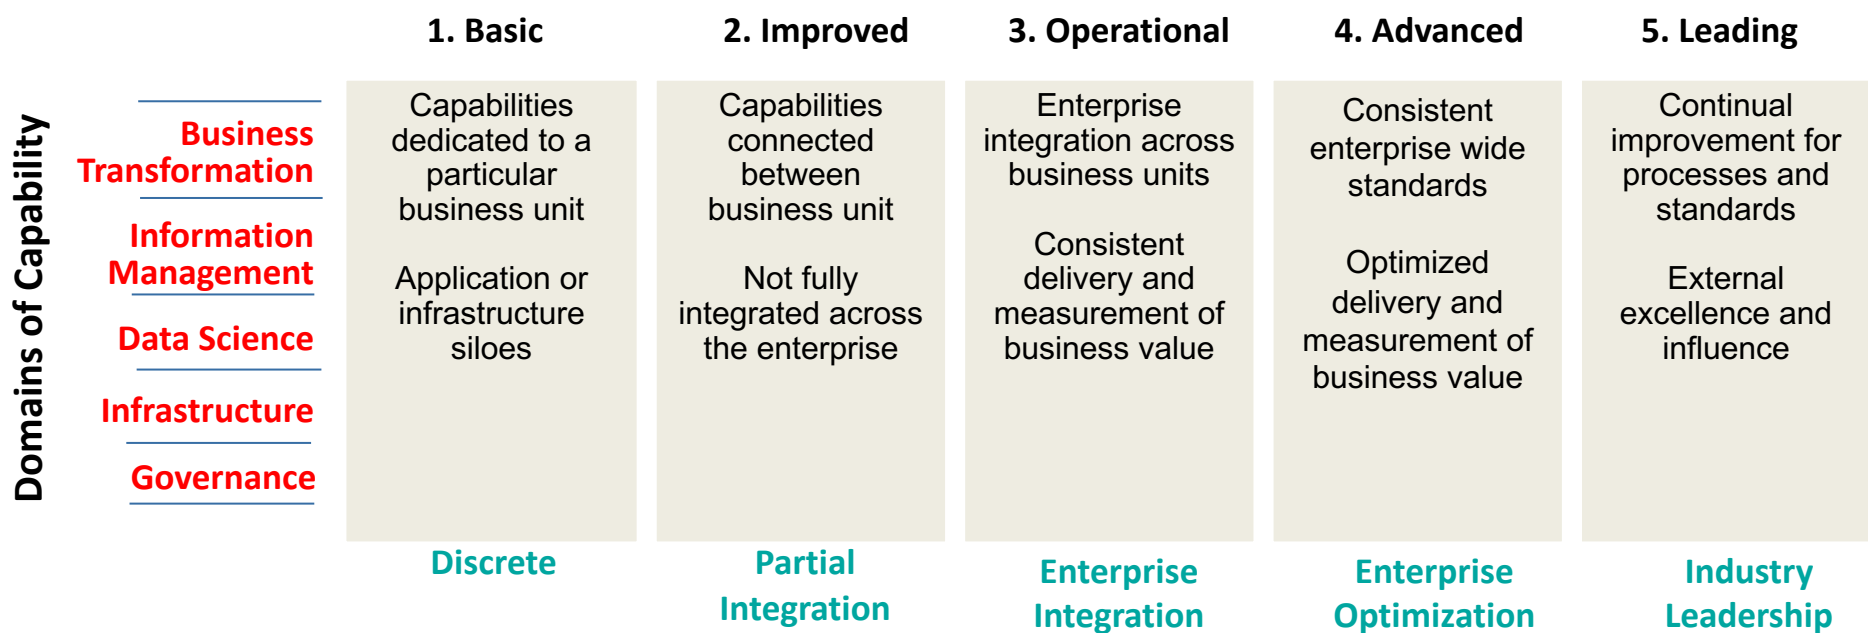 1. Basic
2. Improved
3. Operational
4. Advanced
5. Leading
Domains of Capability
Business
Transformation
Information
Management
Data Science
Infrastructure
Governance
Capabilities
dedicated to a
particular
business unit
Application or
infrastructure
siloes
Capabilities
connected
between
business unit
Not fully
integrated across
the enterprise
Enterprise
integration across
business units
Consistent
delivery and
measurement of
business value
Consistent
enterprise wide
standards
Optimized
delivery and
measurement of
business value
Continual
improvement for
processes and
standards
External
excellence and
influence
Discrete
Partial
Integration
Enterprise
Integration
Enterprise
Optimization
Industry
Leadership